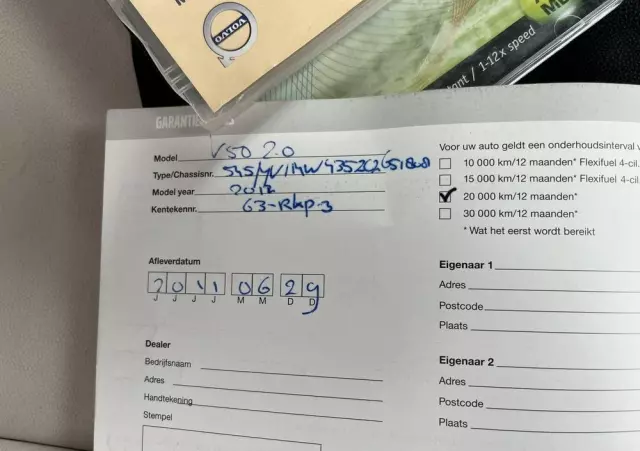 VOLVO
1-12x speed
GARANTIE
Model V50 2.0
Type/Chassisnr.
Model year 2012
Kentekennr. 63-RKP-3
Afleverdatum
2011 06 29
J J J J M M D D
Dealer
Bedrijfsnaam
Adres
Handtekening
Stempel
Voor uw auto geldt een onderhoudsinterval v
10 000 km/12 maanden* Flexifuel 4-cil.
15 000 km/12 maanden* Flexifuel 4-cil.
20 000 km/12 maanden*
30 000 km/12 maanden*
* Wat het eerst wordt bereikt
Eigenaar 1
Adres
Postcode
Plaats
Eigenaar 2
Adres
Postcode
Plaats